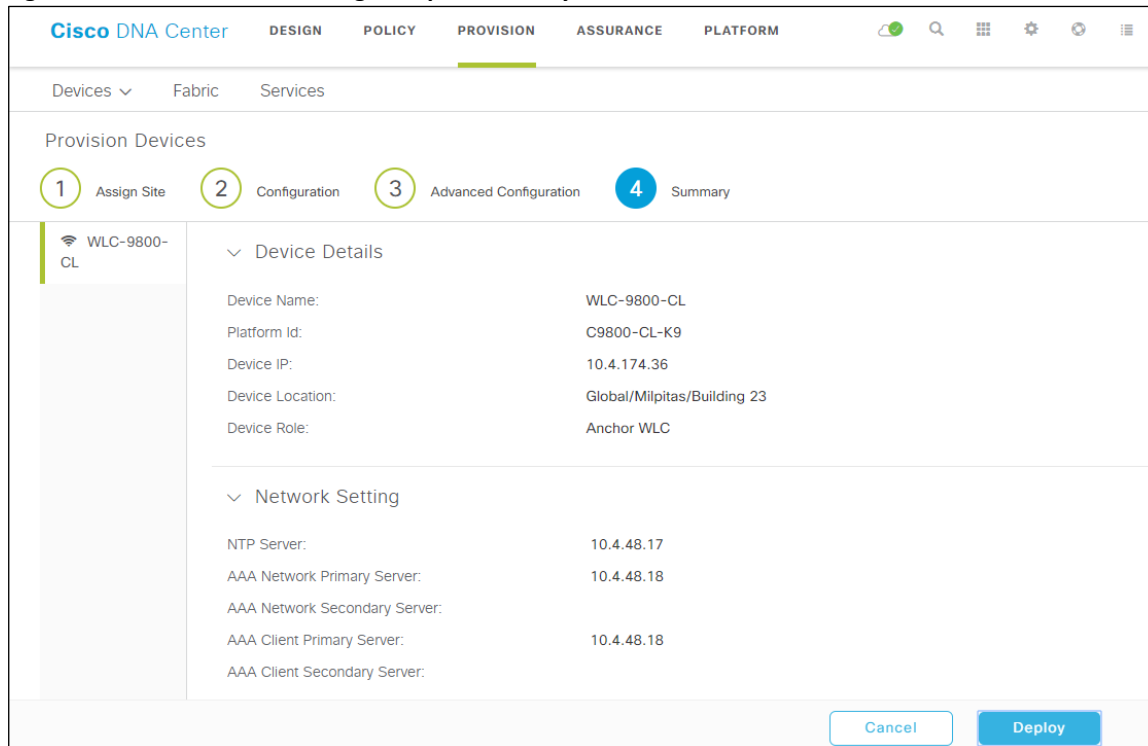 Cisco DNA Center DESIGN POLICY PROVISION ASSURANCE PLATFORM
Devices Fabric Services
Provision Devices
1 Assign Site 2 Configuration 3 Advanced Configuration 4 Summary
WLC-9800-
CL
Device Details
Device Name: WLC-9800-CL
Platform Id: C9800-CL-K9
Device IP: 10.4.174.36
Device Location: Global/Milpitas/Building 23
Device Role: Anchor WLC
Network Setting
NTP Server: 10.4.48.17
AAA Network Primary Server: 10.4.48.18
AAA Network Secondary Server:
AAA Client Primary Server: 10.4.48.18
AAA Client Secondary Server:
Cancel Deploy